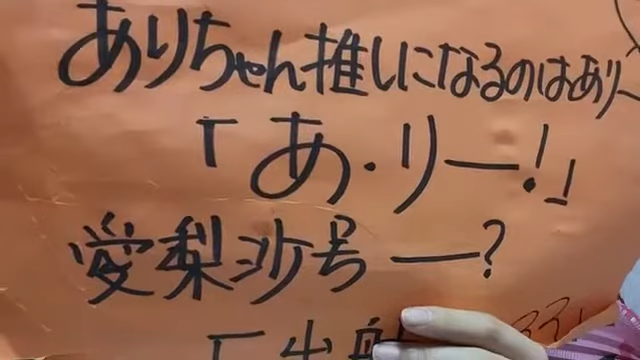 ありちゃん推しになるのはあり
「あ・りー!」
愛梨沙号ー?
「出